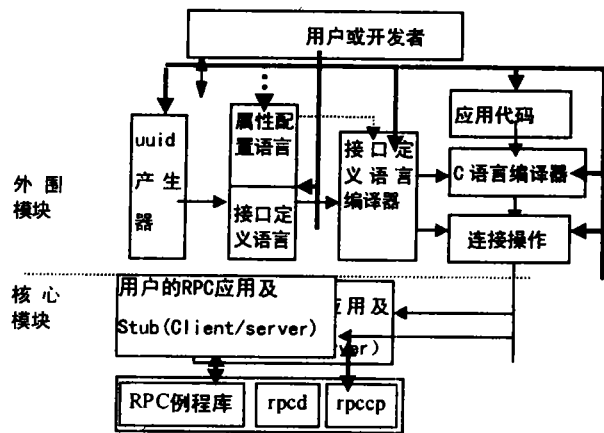 用户或开发者
uuid
产生
器
属性配
置语言
接口定
义语言
接口定
义语言
编译器
应用代码
C语言编译器
连接操作
外围
模块
核心
模块
用户的RPC应用及
Stub(Client/server)
应用及
ver)
RPC例程库
rpcd
rpccp